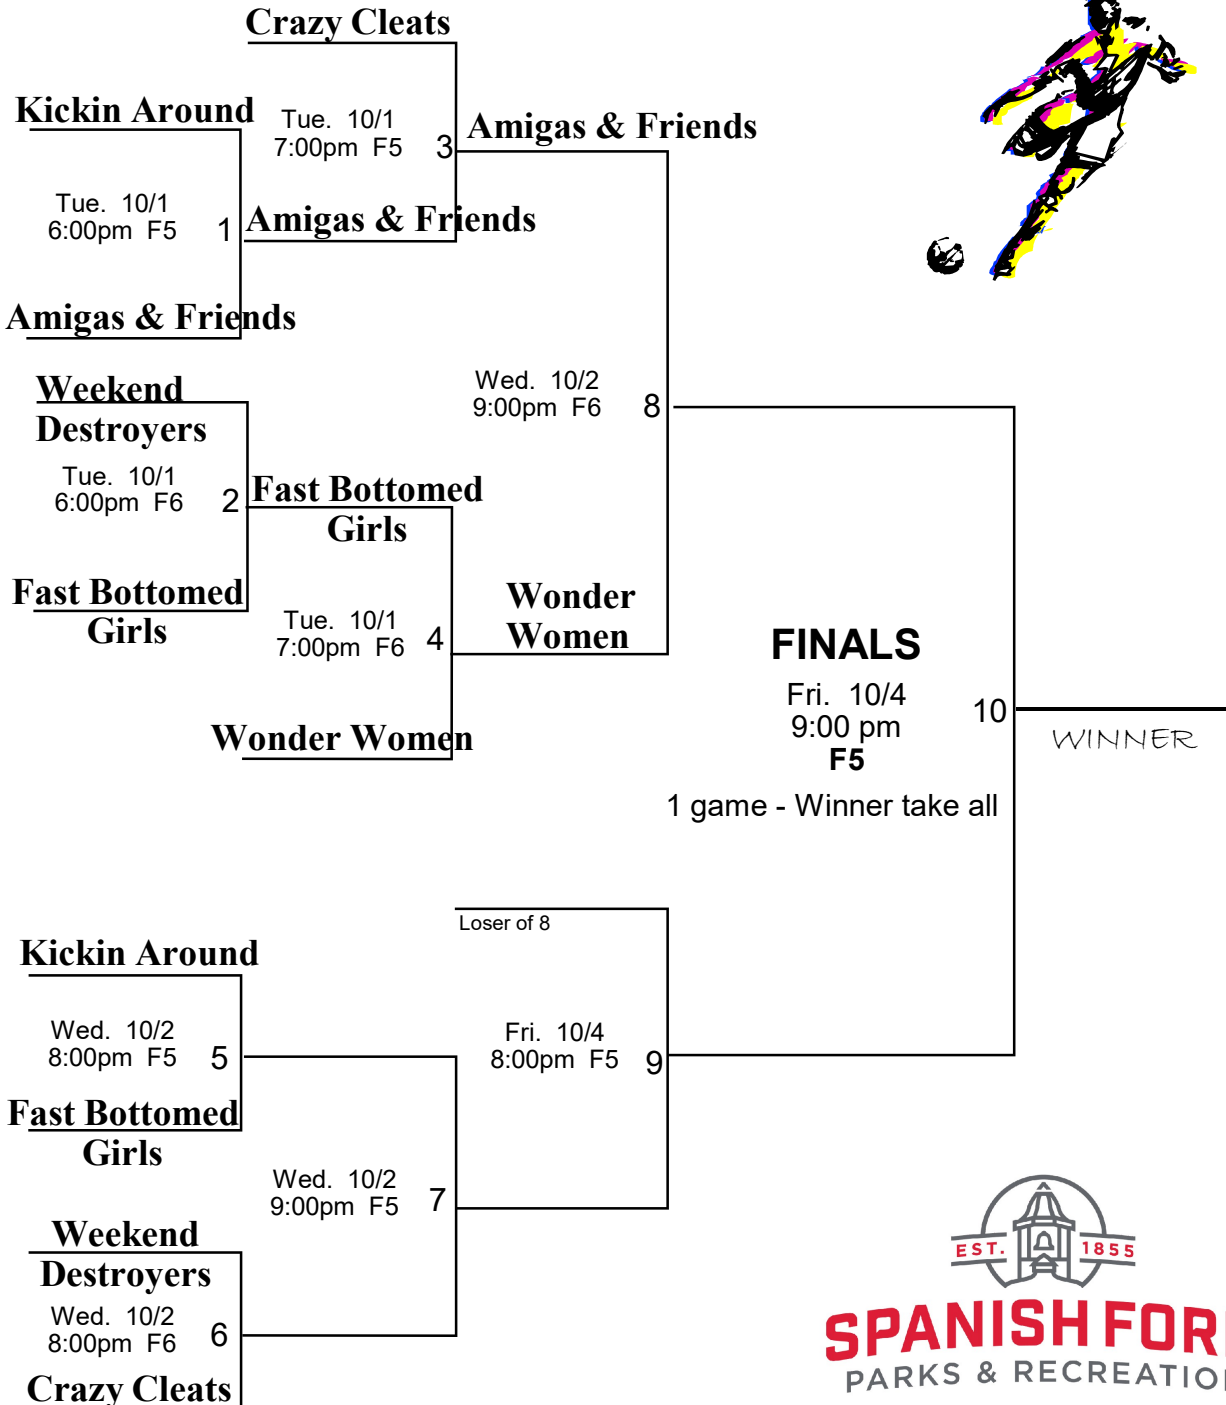 Crazy Cleats
Kickin Around
Tue. 10/1
7:00pm F5
3
Amigas & Friends
Tue. 10/1
6:00pm F5
1
Amigas & Friends
Amigas & Friends
Weekend
Destroyers
Wed. 10/2
9:00pm F6
8
Tue. 10/1
6:00pm F6
2
Fast Bottomed
Girls
Fast Bottomed
Girls
Tue. 10/1
7:00pm F6
4
Wonder
Women
Wonder Women
FINALS
Fri. 10/4
9:00 pm
F5
10
WINNER
1 game - Winner take all
Loser of 8
Kickin Around
Wed. 10/2
8:00pm F5
5
Fri. 10/4
8:00pm F5
9
Fast Bottomed
Girls
Wed. 10/2
9:00pm F5
7
Weekend
Destroyers
Wed. 10/2
8:00pm F6
6
Crazy Cleats
EST. 1855
SPANISH FOR
PARKS & RECREATIO